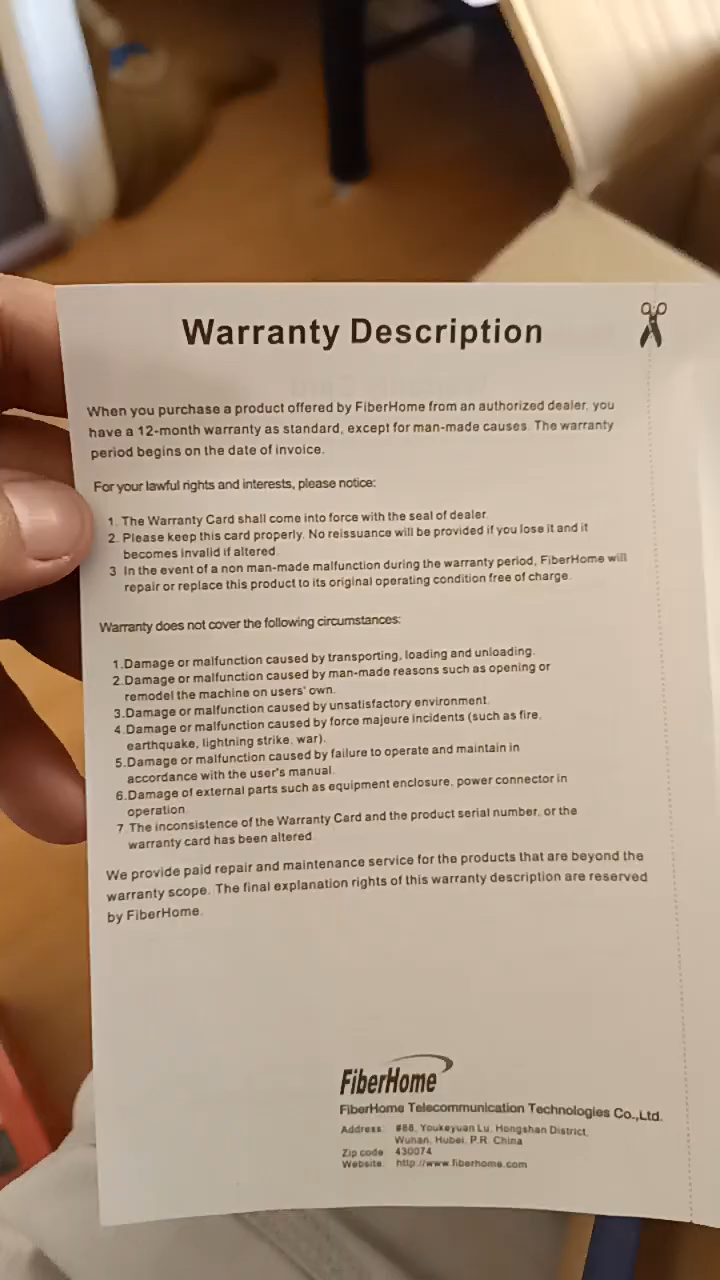 Warranty Description
When you purchase a product offered by FiberHome from an authorized dealer, you
have a 12-month warranty as standard, except for man-made causes. The warranty
period begins on the date of invoice.
For your lawful rights and interests, please notice:
1. The Warranty Card shall come into force with the seal of dealer.
2. Please keep this card properly. No reissuance will be provided if you lose it and it
becomes invalid if altered.
3 In the event of a non man-made malfunction during the warranty period, FiberHome will
repair or replace this product to its original operating condition free of charge.
Warranty does not cover the following circumstances:
1.Damage or malfunction caused by transporting, loading and unloading.
2.Damage or malfunction caused by man-made reasons such as opening or
remodel the machine on users' own.
3.Damage or malfunction caused by unsatisfactory environment.
4.Damage or malfunction caused by force majeure incidents (such as fire,
earthquake, lightning strike, war).
5.Damage or malfunction caused by failure to operate and maintain in
accordance with the user's manual.
6.Damage of external parts such as equipment enclosure, power connector in
operation.
7 The inconsistence of the Warranty Card and the product serial number, or the
warranty card has been altered.
We provide paid repair and maintenance service for the products that are beyond the
warranty scope. The final explanation rights of this warranty description are reserved
by FiberHome.
FiberHome
FiberHome Telecommunication Technologies Co.,Ltd.
Address: #88, Youkeyuan Lu, Hongshan District,
Wuhan, Hubei, P.R. China
Zip code 430074
Website: http://www.fiberhome.com